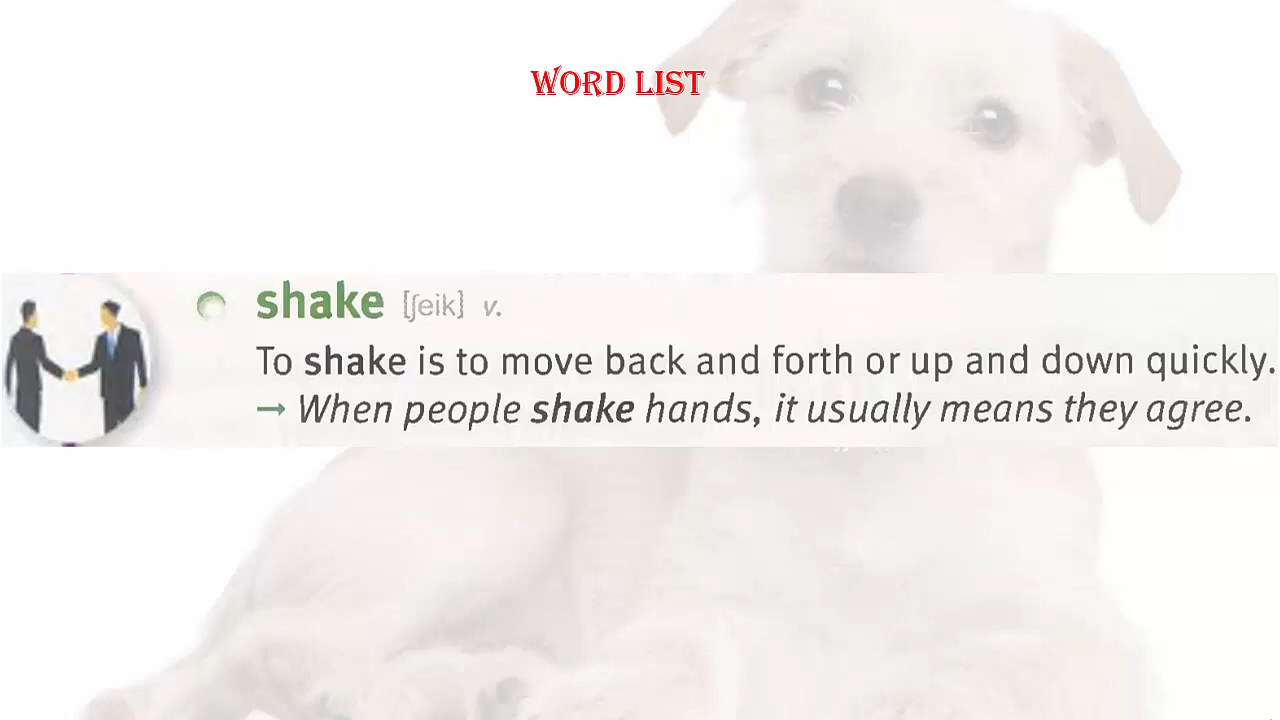 WORD LIST
shake [ʃeik] v.
To shake is to move back and forth or up and down quickly.
→ When people shake hands, it usually means they agree.